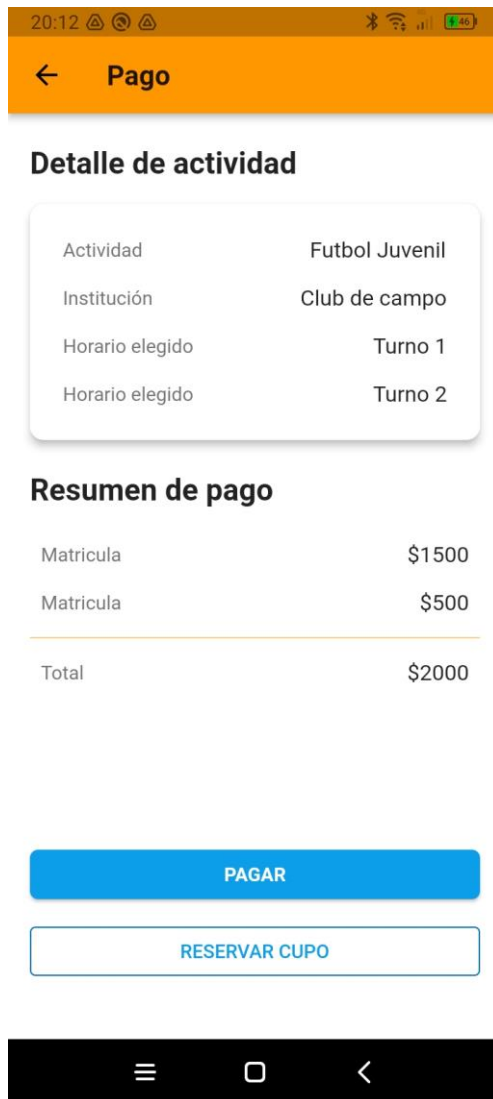 20:12
46
Pago
Detalle de actividad
Actividad Futbol Juvenil
Institución Club de campo
Horario elegido Turno 1
Horario elegido Turno 2
Resumen de pago
Matricula $1500
Matricula $500
Total $2000
PAGAR
RESERVAR CUPO